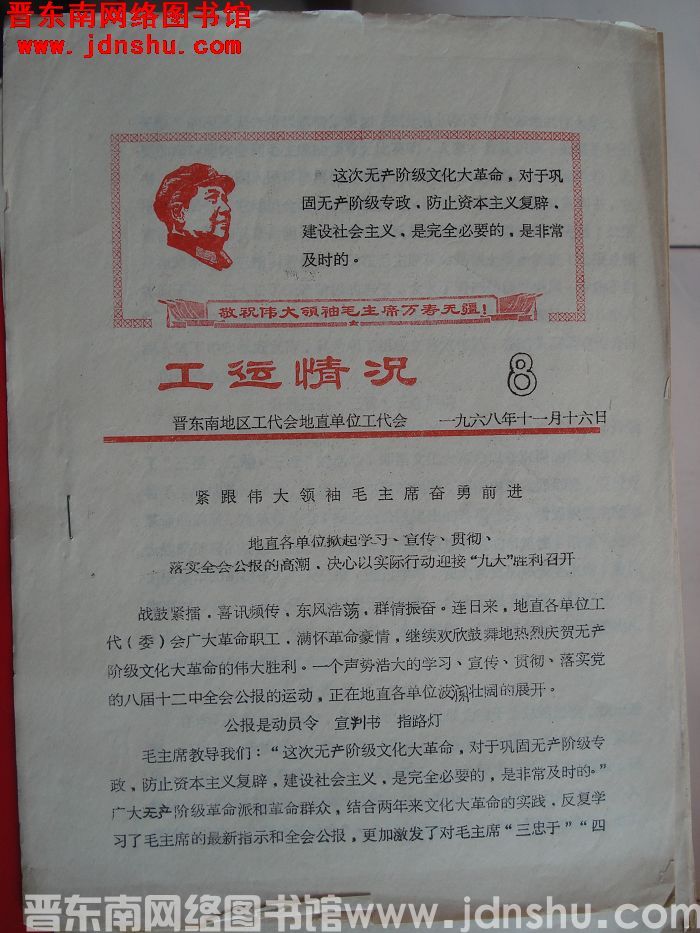 晋东南网络图书馆
www.jdnshu.com
这次无产阶级文化大革命，对于巩
固无产阶级专政，防止资本主义复辟，
建设社会主义，是完全必要的，是非常
及时的。
敬祝伟大领袖毛主席万寿无疆！
工运情况 8
晋东南地区工代会地直单位工代会 一九六八年十一月十六日
紧跟伟大领袖毛主席奋勇前进
地直各单位掀起学习、宣传、贯彻、
落实全会公报的高潮，决心以实际行动迎接“九大”胜利召开
战鼓紧擂，喜讯频传，东风浩荡，群情振奋。连日来，地直各单位工
代（委）会广大革命职工，满怀革命豪情，继续欢欣鼓舞地热烈庆贺无产
阶级文化大革命的伟大胜利。一个声势浩大的学习、宣传、贯彻、落实党
的八届十二中全会公报的运动，正在地直各单位波澜壮阔的展开。
公报是动员令 宣判书 指路灯
毛主席教导我们：“这次无产阶级文化大革命，对于巩固无产阶级专
政，防止资本主义复辟，建设社会主义，是完全必要的，是非常及时的。”
广大无产阶级革命派和革命群众，结合两年来文化大革命的实践，反复学
习了毛主席的最新指示和全会公报，更加激发了对毛主席“三忠于”“四
晋东南网络图书馆 www.jdnshu.com